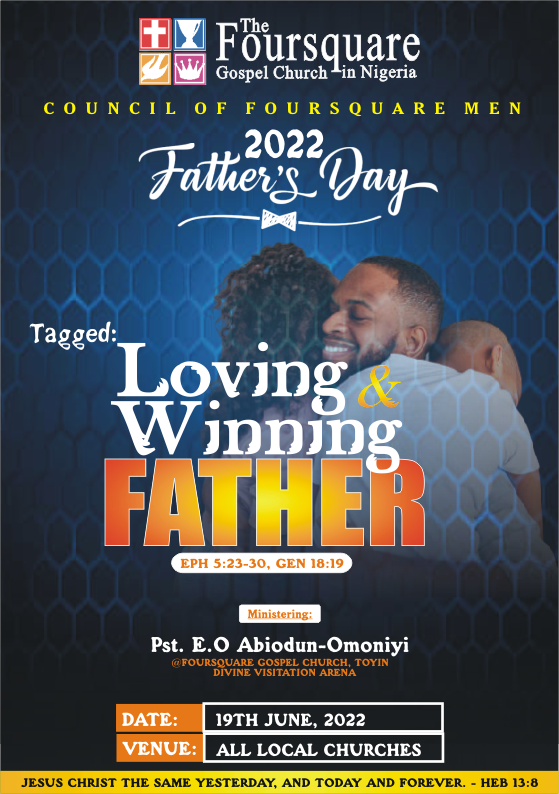 The
Foursquare
Gospel Church in Nigeria
COUNCIL OF FOURSQUARE MEN
2022
Father's Day
Tagged:
Loving &
Winning
FATHER
EPH 5:23-30, GEN 18:19
Ministering:
Pst. E.O Abiodun-Omoniyi
@FOURSQUARE GOSPEL CHURCH, TOYIN
DIVINE VISITATION ARENA
DATE: 19TH JUNE, 2022
VENUE: ALL LOCAL CHURCHES
JESUS CHRIST THE SAME YESTERDAY, AND TODAY AND FOREVER. - HEB 13:8